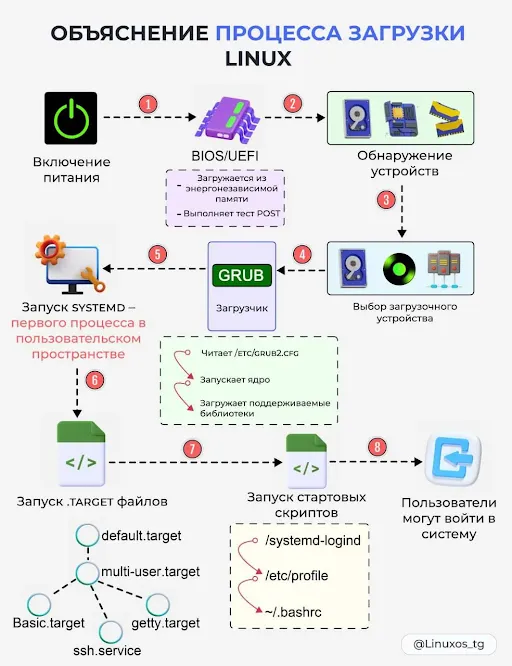 ОБЪЯСНЕНИЕ ПРОЦЕССА ЗАГРУЗКИ
LINUX
1
2
Включение
питания
BIOS/UEFI
Обнаружение
устройств
- Загружается из
энергонезависимой
памяти
- Выполняет тест POST
3
5
4
GRUB
Загрузчик
Выбор загрузочного
устройства
Запуск SYSTEMD –
первого процесса в
пользовательском
пространстве
Читает /ETC/GRUB2.CFG
Запускает ядро
Загружает поддерживаемые
библиотеки
6
</>
7
</>
8
Запуск .TARGET файлов
Запуск стартовых
скриптов
Пользователи
могут войти в
систему
default.target
multi-user.target
Basic.target
getty.target
ssh.service
/systemd-logind
/etc/profile
~/.bashrc
@Linuxos_tg